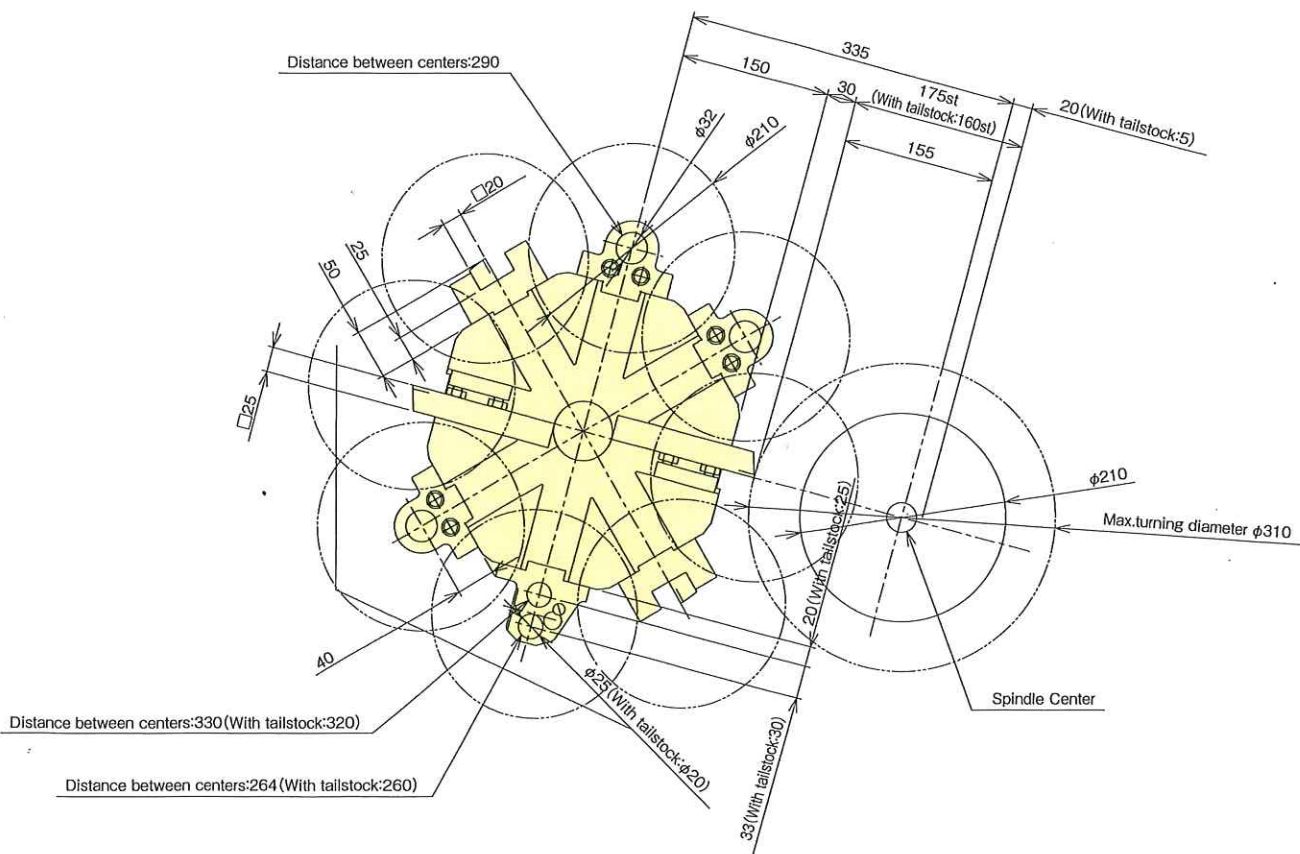 335
Distance between centers:290
150
30
175st
(With tailstock:160st)
20(With tailstock:5)
155
φ32
φ210
□20
25
50
□25
φ210
Max.turning diameter φ310
20(With tailstock:25)
40
φ25(With tailstock:φ20)
Spindle Center
Distance between centers:330(With tailstock:320)
33(With tailstock:30)
Distance between centers:264(With tailstock:260)